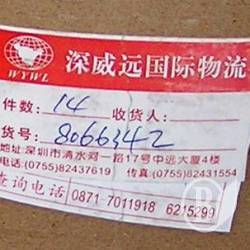 WYWL
深威远国际物流
件数: 14 收货人:
货号: 8066342
地址:深圳市清水河一路17号中远大厦4楼
电话:(0755)82437619 传真:(0755)82431554
查询电话 0871-7011918 6215299